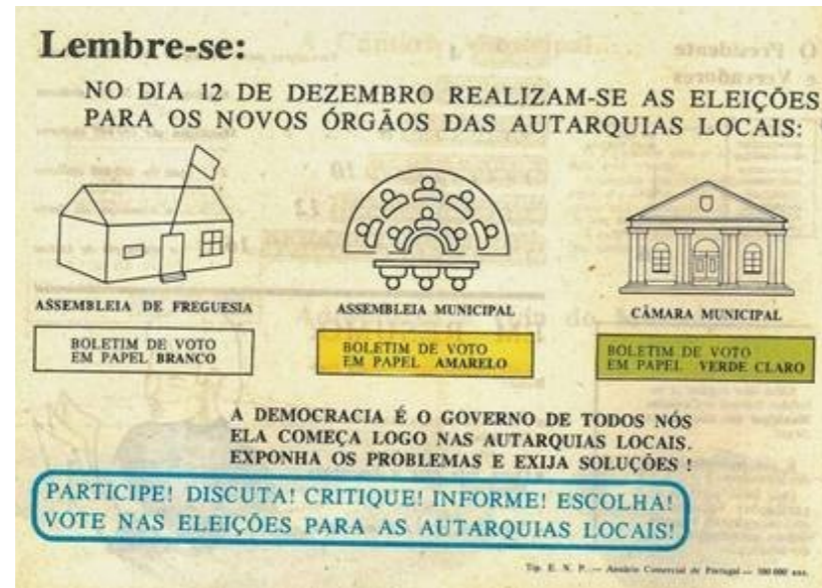 Lembre-se:
NO DIA 12 DE DEZEMBRO REALIZAM-SE AS ELEIÇÕES
PARA OS NOVOS ÓRGÃOS DAS AUTARQUIAS LOCAIS:
ASSEMBLEIA DE FREGUESIA
BOLETIM DE VOTO
EM PAPEL BRANCO
ASSEMBLEIA MUNICIPAL
BOLETIM DE VOTO
EM PAPEL AMARELO
CÂMARA MUNICIPAL
BOLETIM DE VOTO
EM PAPEL VERDE CLARO
A DEMOCRACIA É O GOVERNO DE TODOS NÓS
ELA COMEÇA LOGO NAS AUTARQUIAS LOCAIS.
EXPONHA OS PROBLEMAS E EXIJA SOLUÇÕES !
PARTICIPE! DISCUTA! CRITIQUE! INFORME! ESCOLHA!
VOTE NAS ELEIÇÕES PARA AS AUTARQUIAS LOCAIS!
Tip. E. N. P. — Anuário Comercial de Portugal —